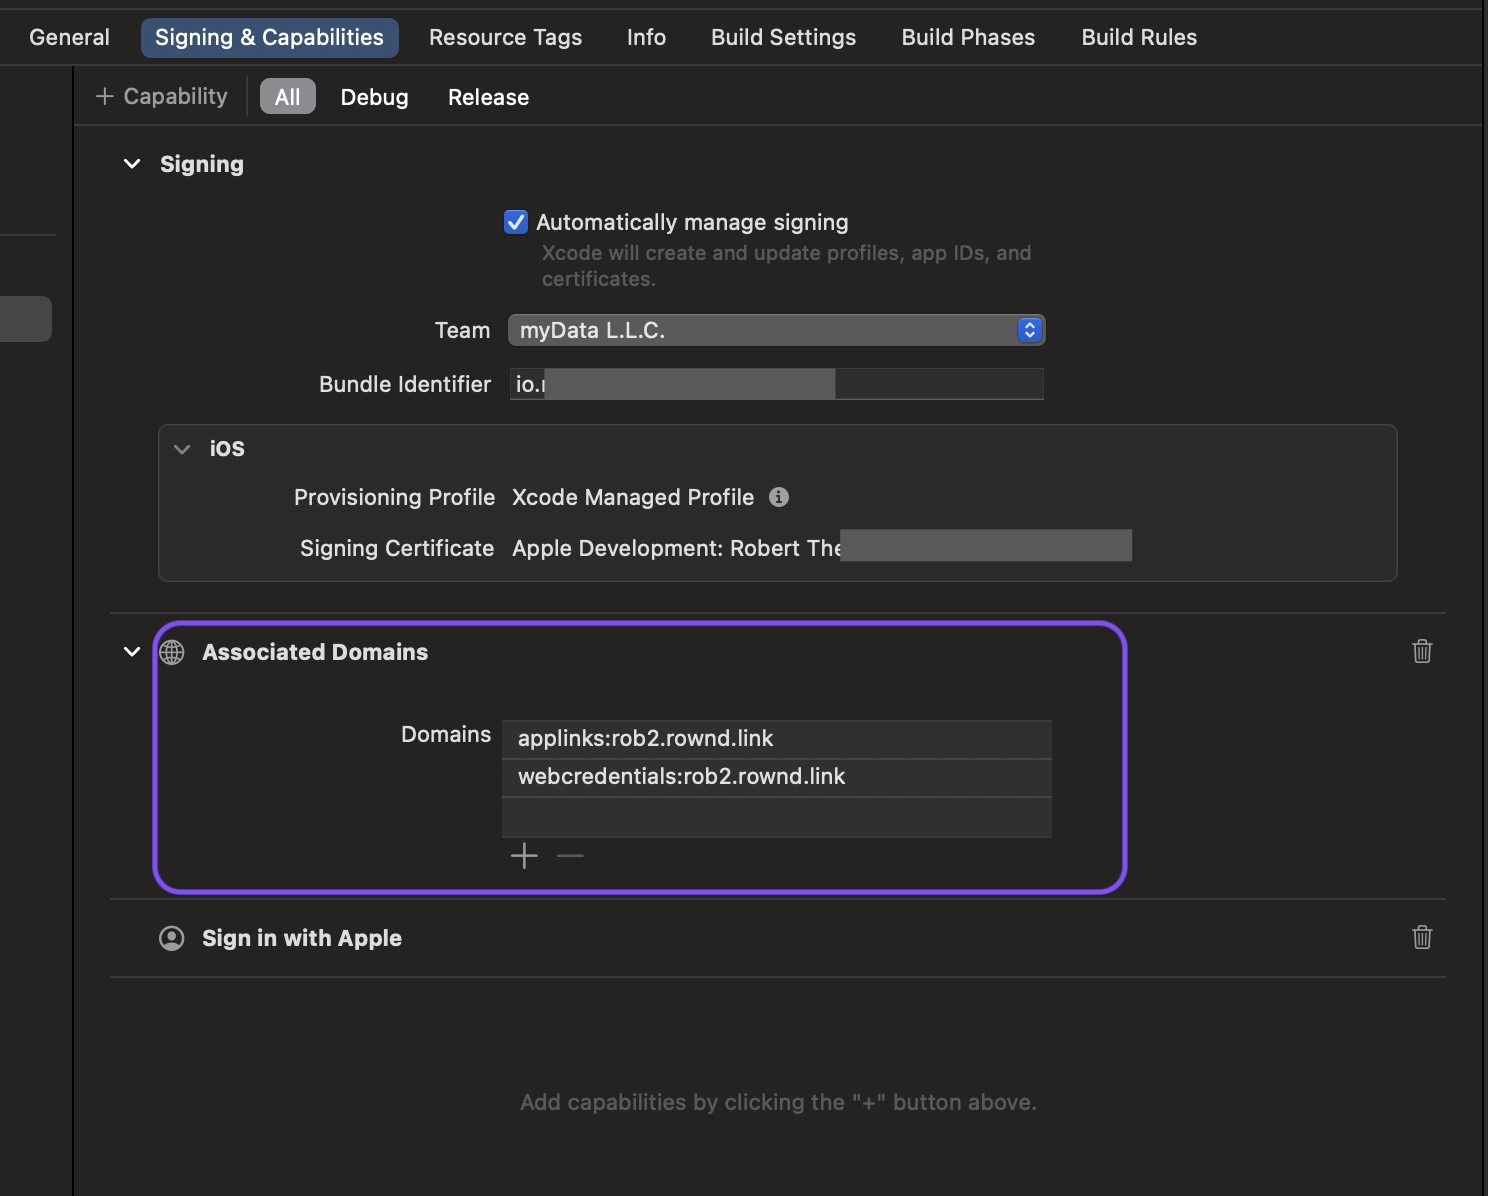 General Signing & Capabilities Resource Tags Info Build Settings Build Phases Build Rules
+ Capability All Debug Release
Signing
Automatically manage signing
Xcode will create and update profiles, app IDs, and
certificates.
Team myData L.L.C.
Bundle Identifier io.
iOS
Provisioning Profile Xcode Managed Profile
Signing Certificate Apple Development: Robert The
Associated Domains
Domains applinks:rob2.rownd.link
webcredentials:rob2.rownd.link
Sign in with Apple
Add capabilities by clicking the "+" button above.